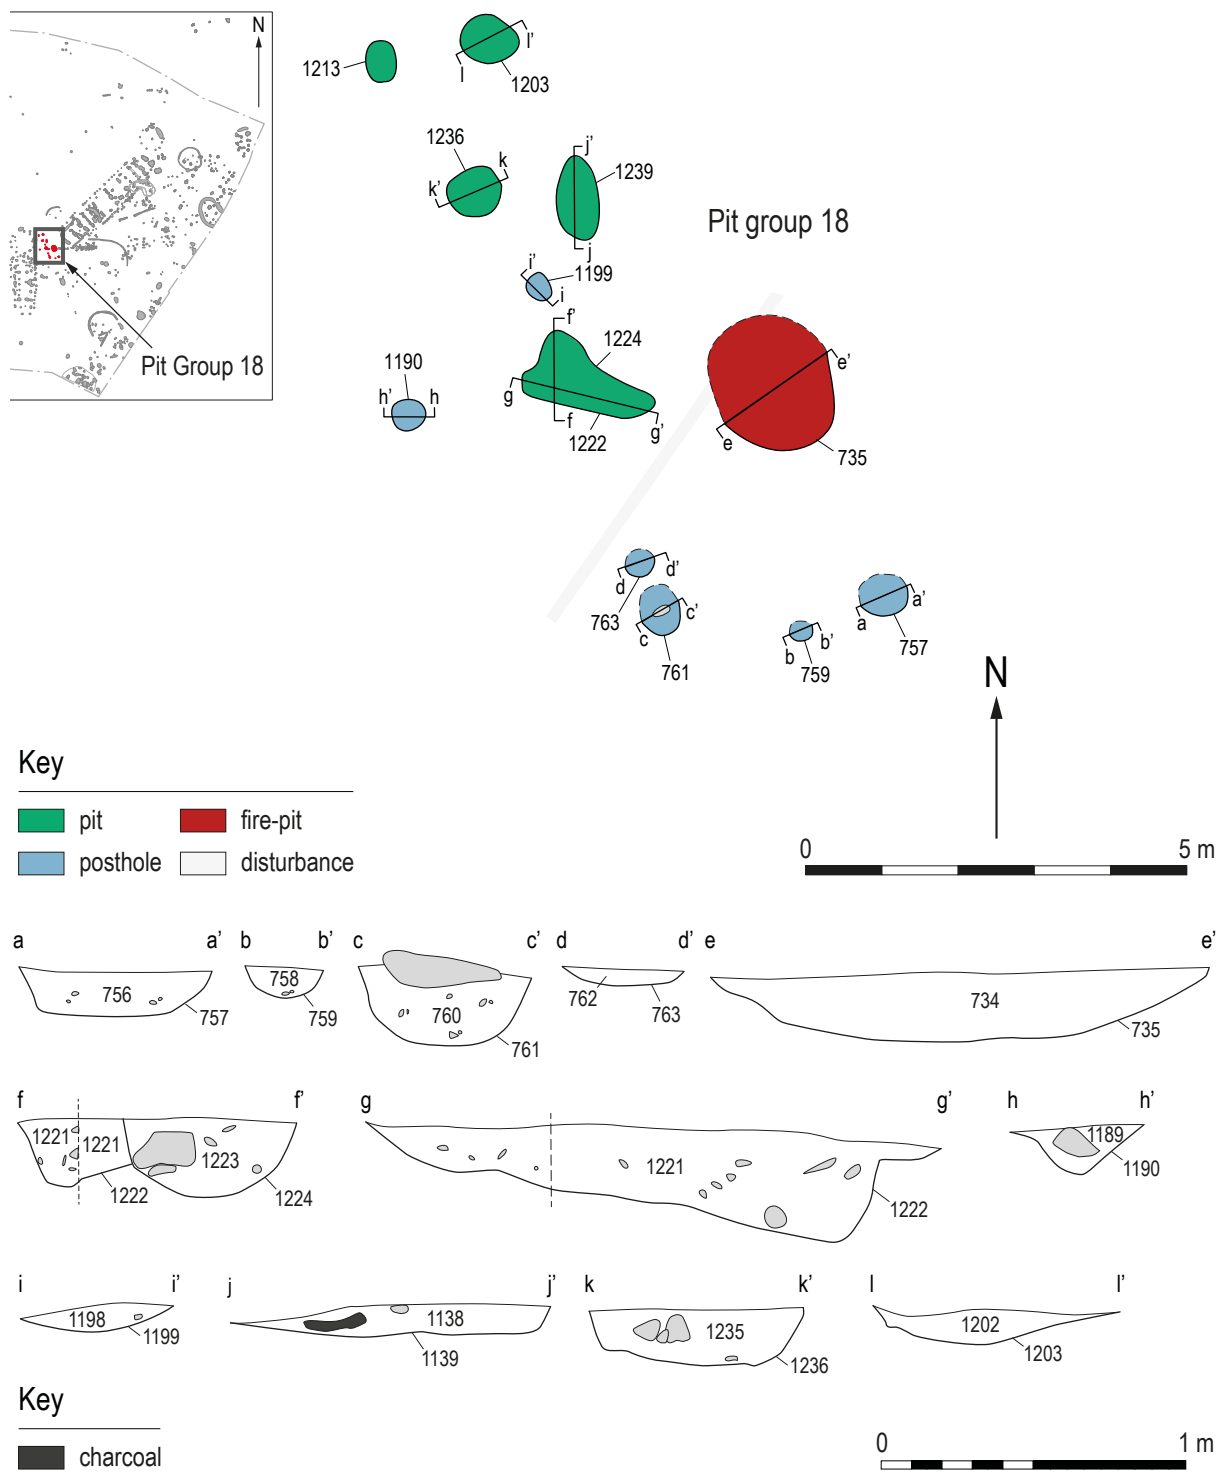 N
Pit Group 18
1213
l
l'
1203
1236
k
k'
j'
1239
j
Pit group 18
i'
1199
i
f'
1224
1190
h'
h
g
f
g'
1222
e'
e
735
d
d'
763
c'
c
761
a'
a
b
b'
757
759
N
Key
pit
fire-pit
posthole
disturbance
0
5 m
a
a'
b
b'
c
c'
d
d'
e
e'
756
757
758
759
760
761
762
763
734
735
f
f'
g
g'
h
h'
1221
1221
1223
1222
1224
1221
1222
1189
1190
i
i'
j
j'
k
k'
l
l'
1198
1199
1138
1139
1235
1236
1202
1203
Key
charcoal
0
1 m